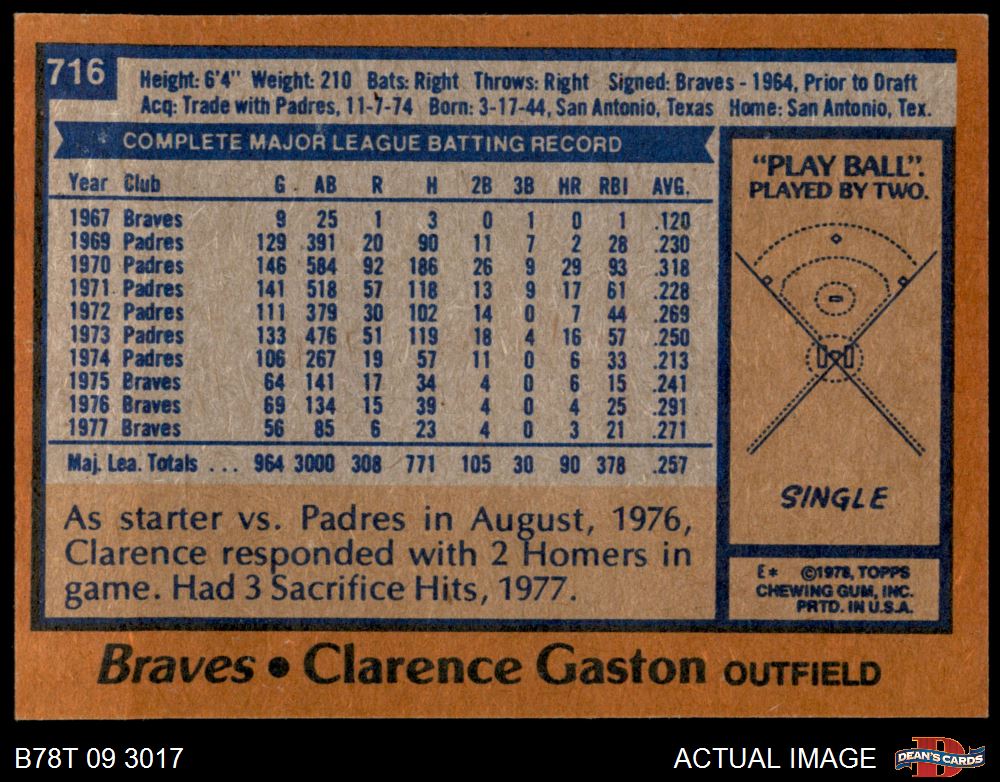 716
Height: 6'4" Weight: 210 Bats: Right Throws: Right Signed: Braves - 1964, Prior to Draft
Acq: Trade with Padres, 11-7-74 Born: 3-17-44, San Antonio, Texas Home: San Antonio, Tex.
COMPLETE MAJOR LEAGUE BATTING RECORD
Year Club G AB R H 2B 3B HR RBI AVG.
1967 Braves 9 25 1 3 0 1 0 1 .120
1969 Padres 129 391 20 90 11 7 2 28 .230
1970 Padres 146 584 92 186 26 9 29 93 .318
1971 Padres 141 518 57 118 13 9 17 61 .228
1972 Padres 111 379 30 102 14 0 7 44 .269
1973 Padres 133 476 51 119 18 4 16 57 .250
1974 Padres 106 267 19 57 11 0 6 33 .213
1975 Braves 64 141 17 34 4 0 6 15 .241
1976 Braves 69 134 15 39 4 0 4 25 .291
1977 Braves 56 85 6 23 4 0 3 21 .271
Maj. Lea. Totals ... 964 3000 308 771 105 30 90 378 .257
As starter vs. Padres in August, 1976,
Clarence responded with 2 Homers in
game. Had 3 Sacrifice Hits, 1977.
"PLAY BALL".
PLAYED BY TWO.
SINGLE
E* ©1978, TOPPS
CHEWING GUM, INC.
PRTD. IN U.S.A.
Braves • Clarence Gaston OUTFIELD
B78T 09 3017
ACTUAL IMAGE
D
DEAN'S CARDS